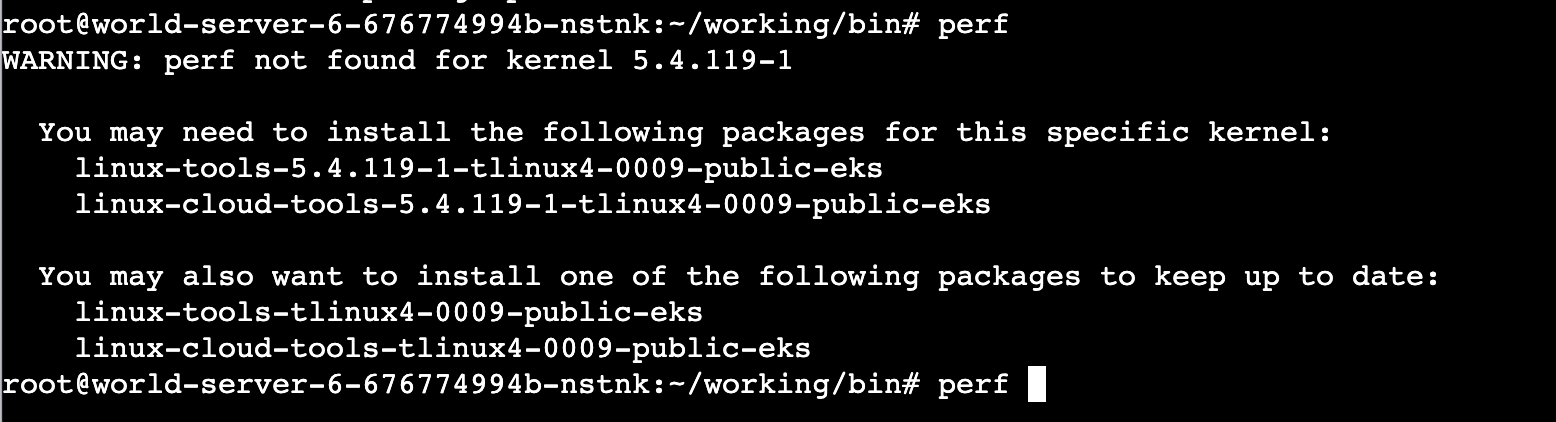 root@world-server-6-676774994b-nstnk:~/working/bin# perf
WARNING: perf not found for kernel 5.4.119-1
You may need to install the following packages for this specific kernel:
linux-tools-5.4.119-1-tlinux4-0009-public-eks
linux-cloud-tools-5.4.119-1-tlinux4-0009-public-eks
You may also want to install one of the following packages to keep up to date:
linux-tools-tlinux4-0009-public-eks
linux-cloud-tools-tlinux4-0009-public-eks
root@world-server-6-676774994b-nstnk:~/working/bin# perf